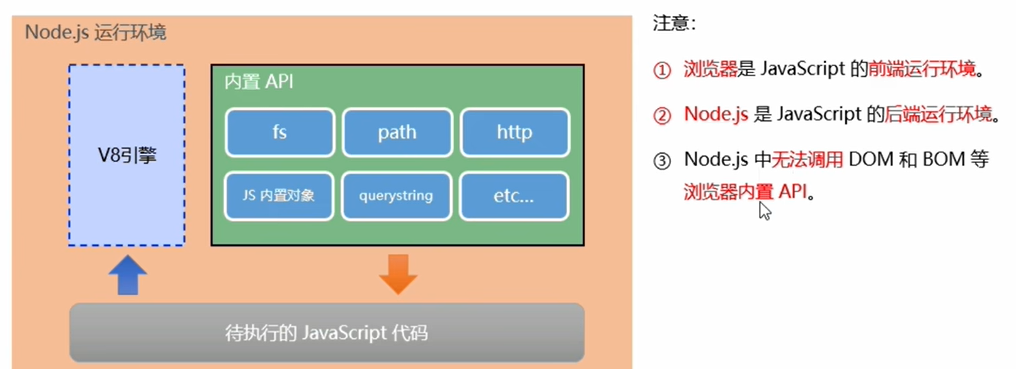 Node.js 运行环境
V8引擎
内置 API
fs
path
http
JS 内置对象
querystring
etc...
待执行的 JavaScript 代码
注意：
① 浏览器是 JavaScript 的前端运行环境。
② Node.js 是 JavaScript 的后端运行环境。
③ Node.js 中无法调用 DOM 和 BOM 等
浏览器内置 API。